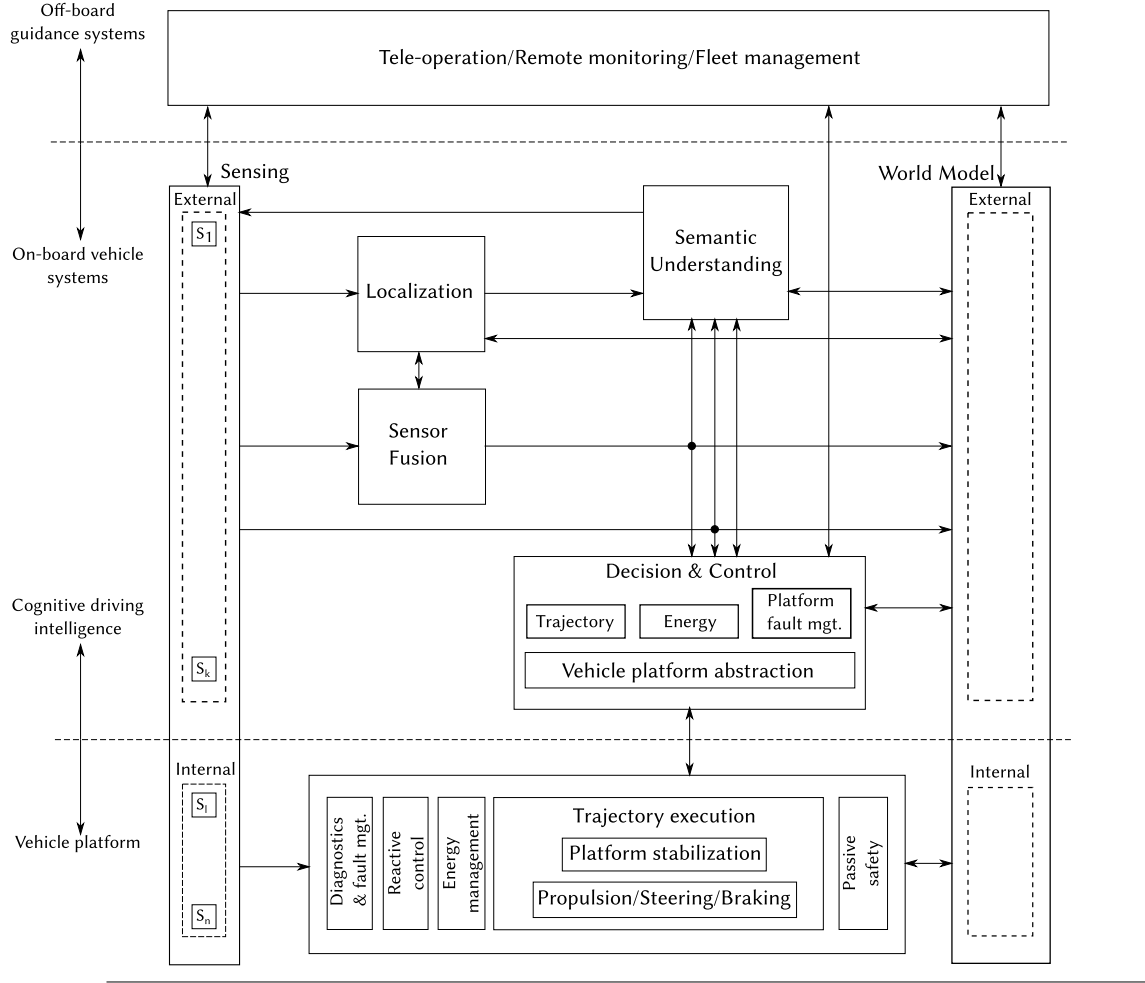 Off-board
guidance systems
Tele-operation/Remote monitoring/Fleet management
Sensing
World Model
External
External
S1
Semantic
Understanding
On-board vehicle
systems
Localization
Sensor
Fusion
Decision & Control
Platform
fault mgt.
Trajectory
Energy
Cognitive driving
intelligence
Sk
Vehicle platform abstraction
Internal
Internal
Sl
Vehicle platform
Diagnostics
& fault mgt.
Reactive
control
Energy
management
Trajectory execution
Platform stabilization
Propulsion/Steering/Braking
Passive
safety
Sn